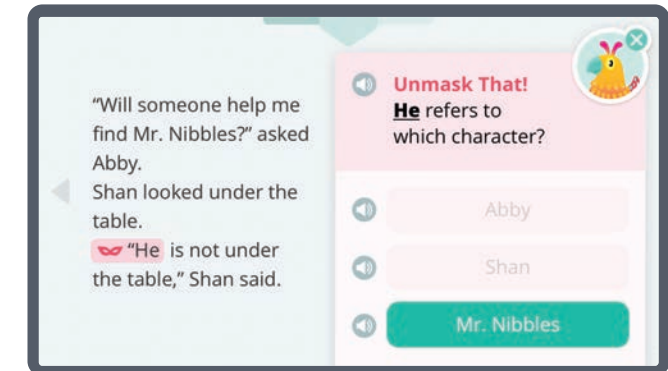 “Will someone help me
find Mr. Nibbles?” asked
Abby.
Shan looked under the
table.
“He is not under
the table,” Shan said.
Unmask That!
He refers to
which character?
Abby
Shan
Mr. Nibbles